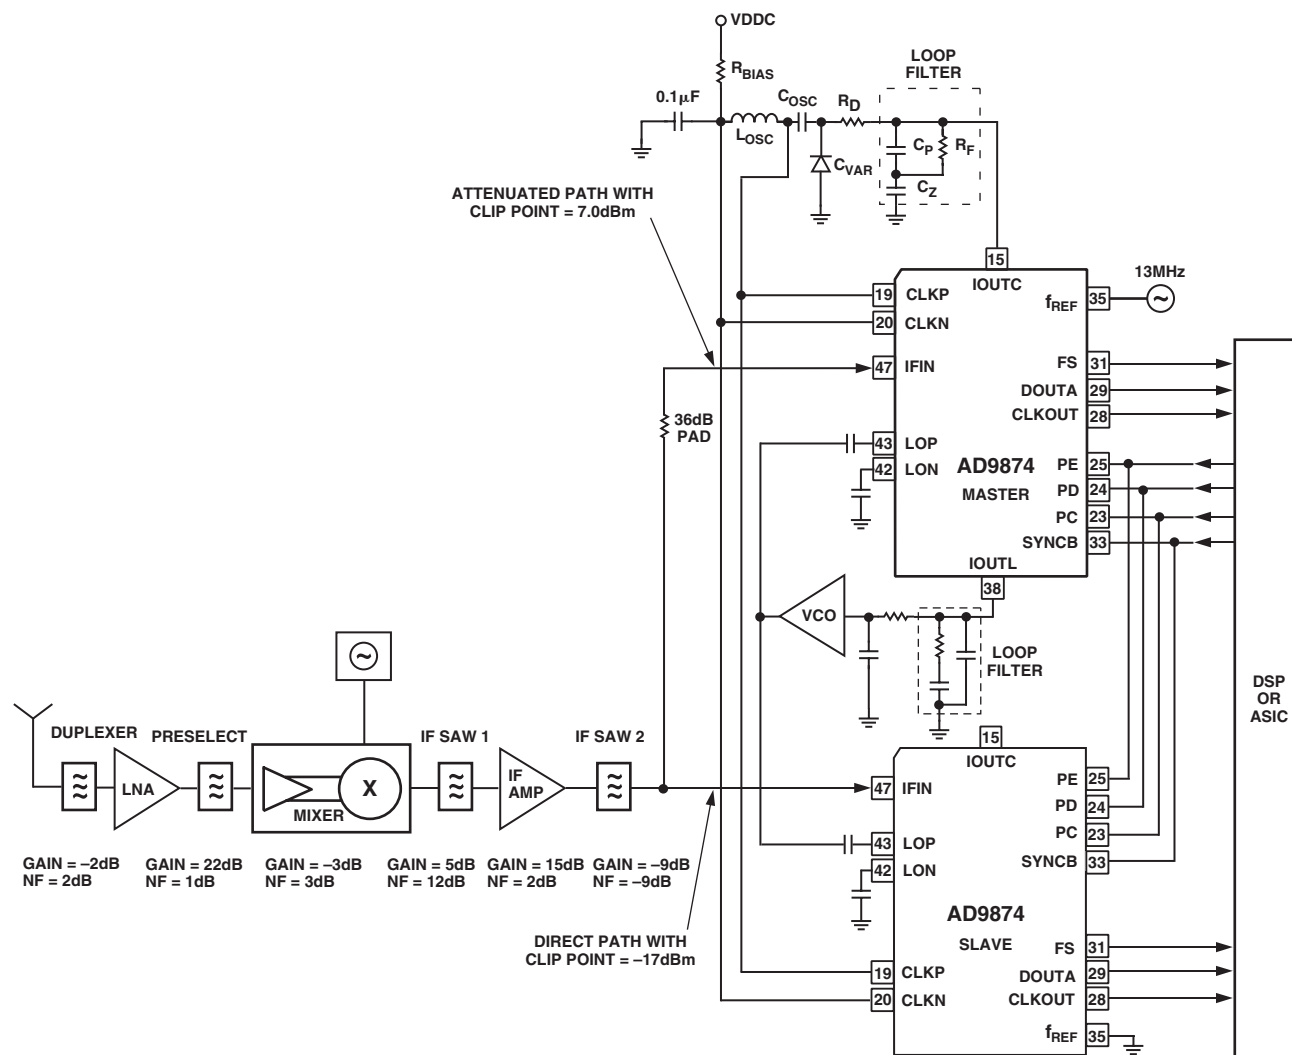 VDDC
RBIAS
LOOP
FILTER
0.1μF
COSC
RD
LOSC
CP
RF
CVAR
CZ
ATTENUATED PATH WITH
CLIP POINT = 7.0dBm
15
IOUTC
13MHz
19 CLKP
fREF 35
20 CLKN
47 IFIN
FS 31
DOUTA 29
CLKOUT 28
36dB
PAD
43 LOP
42 LON
AD9874
MASTER
PE 25
PD 24
PC 23
SYNCB 33
IOUTL
38
VCO
LOOP
FILTER
DSP
OR
ASIC
DUPLEXER
PRESELECT
IF SAW 1
IF SAW 2
LNA
MIXER
X
IF
AMP
GAIN = –2dB
NF = 2dB
GAIN = 22dB
NF = 1dB
GAIN = –3dB
NF = 3dB
GAIN = 5dB
NF = 12dB
GAIN = 15dB
NF = 2dB
GAIN = –9dB
NF = –9dB
DIRECT PATH WITH
CLIP POINT = –17dBm
15
IOUTC
47 IFIN
PE 25
PD 24
PC 23
SYNCB 33
43 LOP
42 LON
AD9874
SLAVE
FS 31
19 CLKP
DOUTA 29
20 CLKN
CLKOUT 28
fREF 35